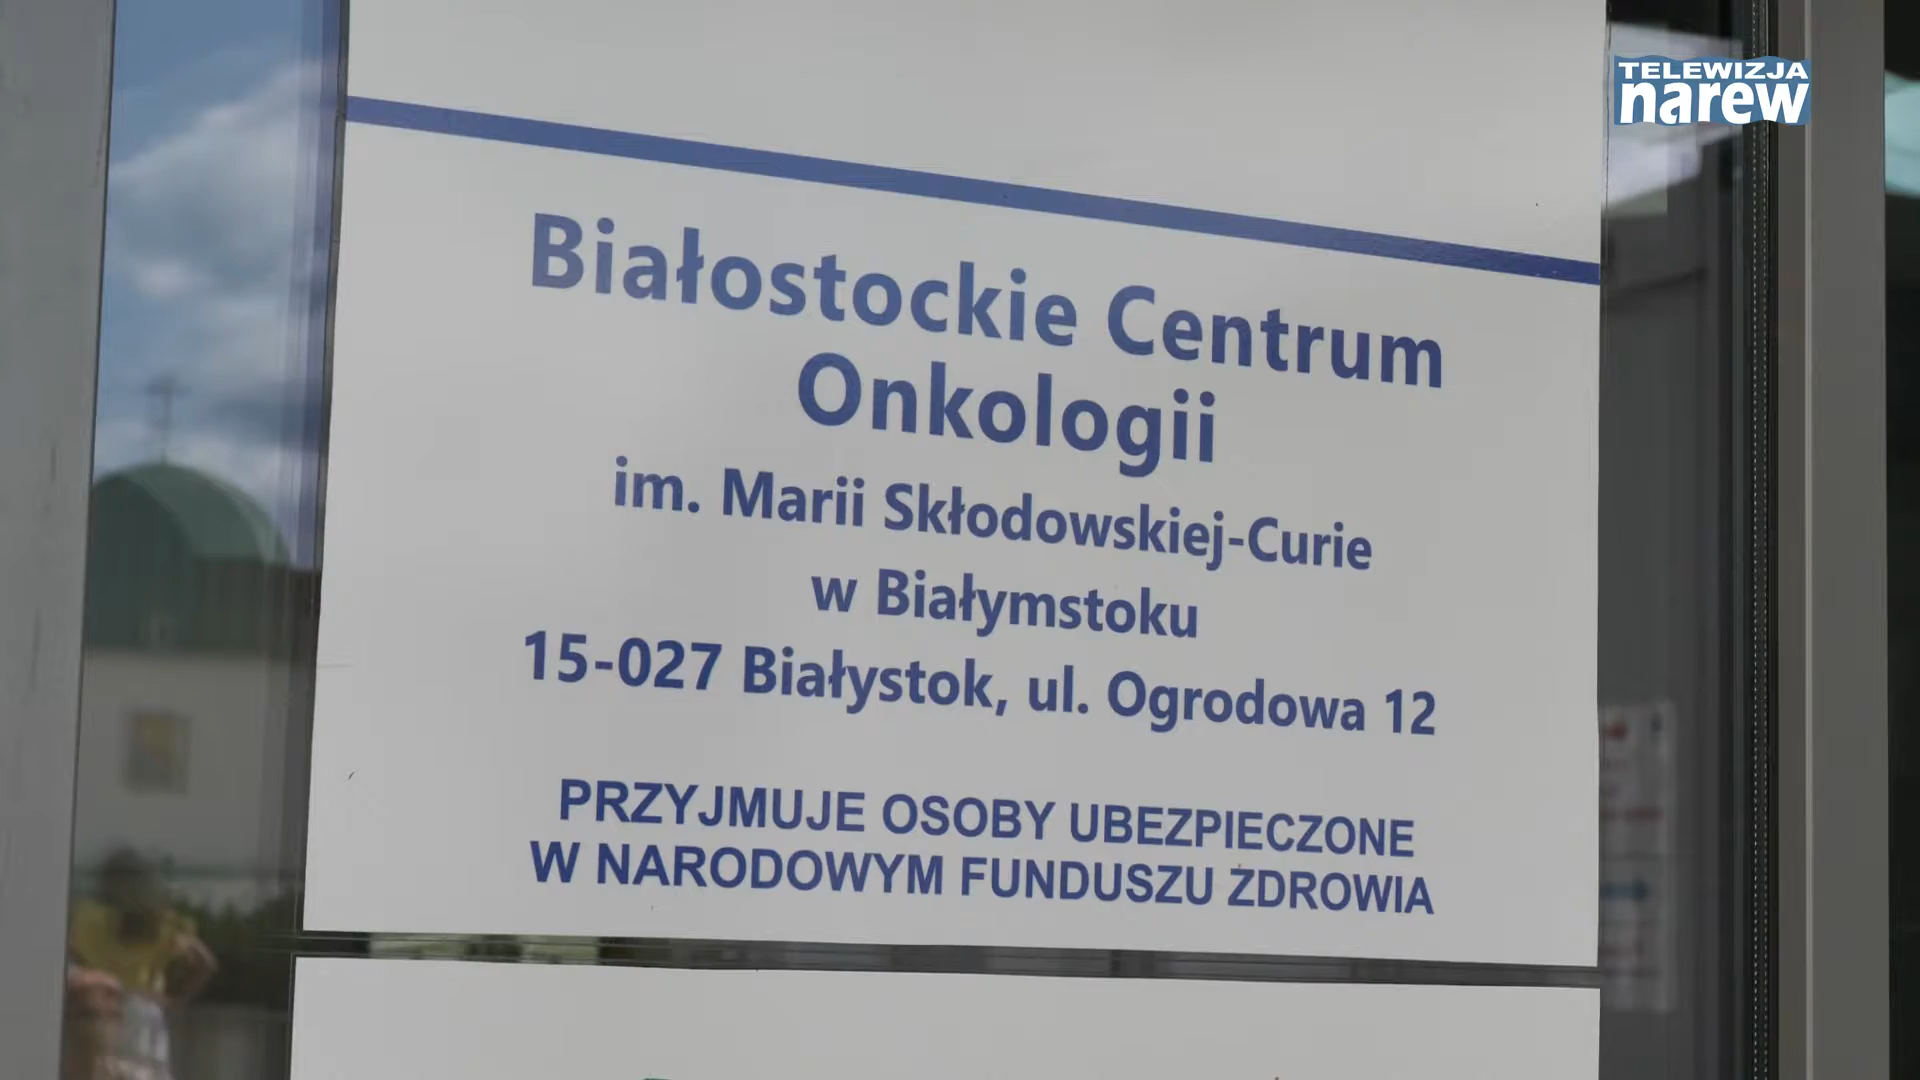 TELEWIZJA
narew
Białostockie Centrum
Onkologii
im. Marii Skłodowskiej-Curie
w Białymstoku
15-027 Białystok, ul. Ogrodowa 12
PRZYJMUJE OSOBY UBEZPIECZONE
W NARODOWYM FUNDUSZU ZDROWIA